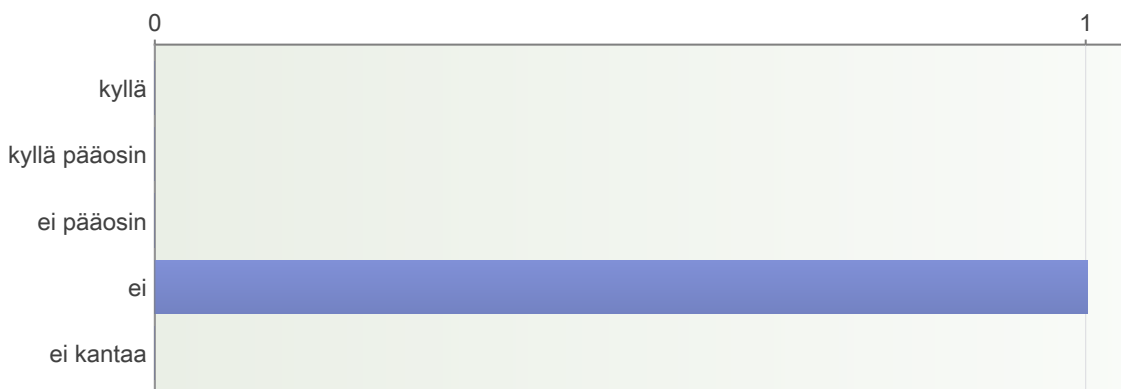 0 1
kyllä
kyllä pääosin
ei pääosin
ei
ei kantaa